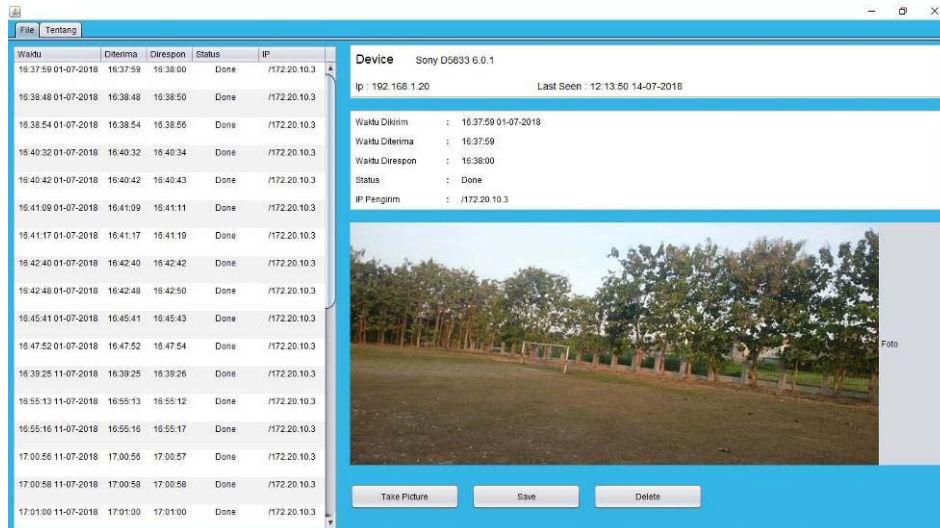 File Tentang
Waktu Diterima Direspon Status IP
16:37:59 01-07-2018 16:37:59 16:38:00 Done /172.20.10.3
16:38:48 01-07-2018 16:38:48 16:38:50 Done /172.20.10.3
16:38:54 01-07-2018 16:38:54 16:38:56 Done /172.20.10.3
16:40:32 01-07-2018 16:40:32 16:40:34 Done /172.20.10.3
16:40:42 01-07-2018 16:40:42 16:40:43 Done /172.20.10.3
16:41:09 01-07-2018 16:41:09 16:41:11 Done /172.20.10.3
16:41:17 01-07-2018 16:41:17 16:41:19 Done /172.20.10.3
16:42:40 01-07-2018 16:42:40 16:42:42 Done /172.20.10.3
16:42:48 01-07-2018 16:42:48 16:42:50 Done /172.20.10.3
16:45:41 01-07-2018 16:45:41 16:45:43 Done /172.20.10.3
16:47:52 01-07-2018 16:47:52 16:47:54 Done /172.20.10.3
16:39:25 11-07-2018 16:39:25 16:39:26 Done /172.20.10.3
16:55:13 11-07-2018 16:55:13 16:55:12 Done /172.20.10.3
16:55:16 11-07-2018 16:55:16 16:55:17 Done /172.20.10.3
17:00:56 11-07-2018 17:00:56 17:00:57 Done /172.20.10.3
17:00:58 11-07-2018 17:00:58 17:00:58 Done /172.20.10.3
17:01:00 11-07-2018 17:01:00 17:01:00 Done /172.20.10.3
Device Sony D5833 6.0.1
Ip : 192.168.1.20 Last Seen : 12:13:50 14-07-2018
Waktu Dikirim : 16:37:59 01-07-2018
Waktu Diterima : 16:37:59
Waktu Direspon : 16:38:00
Status : Done
IP Pengirim : /172.20.10.3
Foto
Take Picture Save Delete